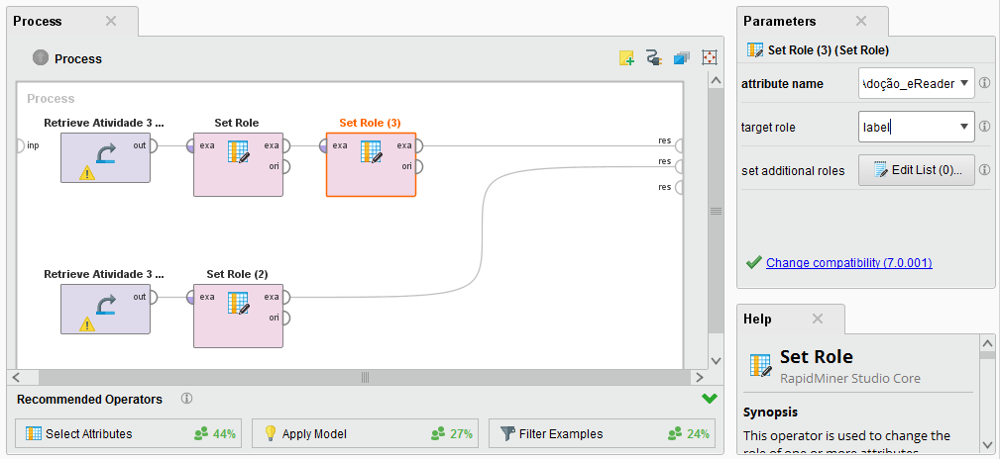 Process
Process
Process
Retrieve Atividade 3 ...
Set Role
Set Role (3)
inp
out
exa
exa
ori
exa
exa
ori
res
res
res
Retrieve Atividade 3 ...
Set Role (2)
out
exa
exa
ori
Recommended Operators
Select Attributes
44%
Apply Model
27%
Filter Examples
24%
Parameters
Set Role (3) (Set Role)
attribute name
doção_eReader
target role
label
set additional roles
Edit List (0)...
Change compatibility (7.0.001)
Help
Set Role
RapidMiner Studio Core
Synopsis
This operator is used to change the
role of one or more attributes